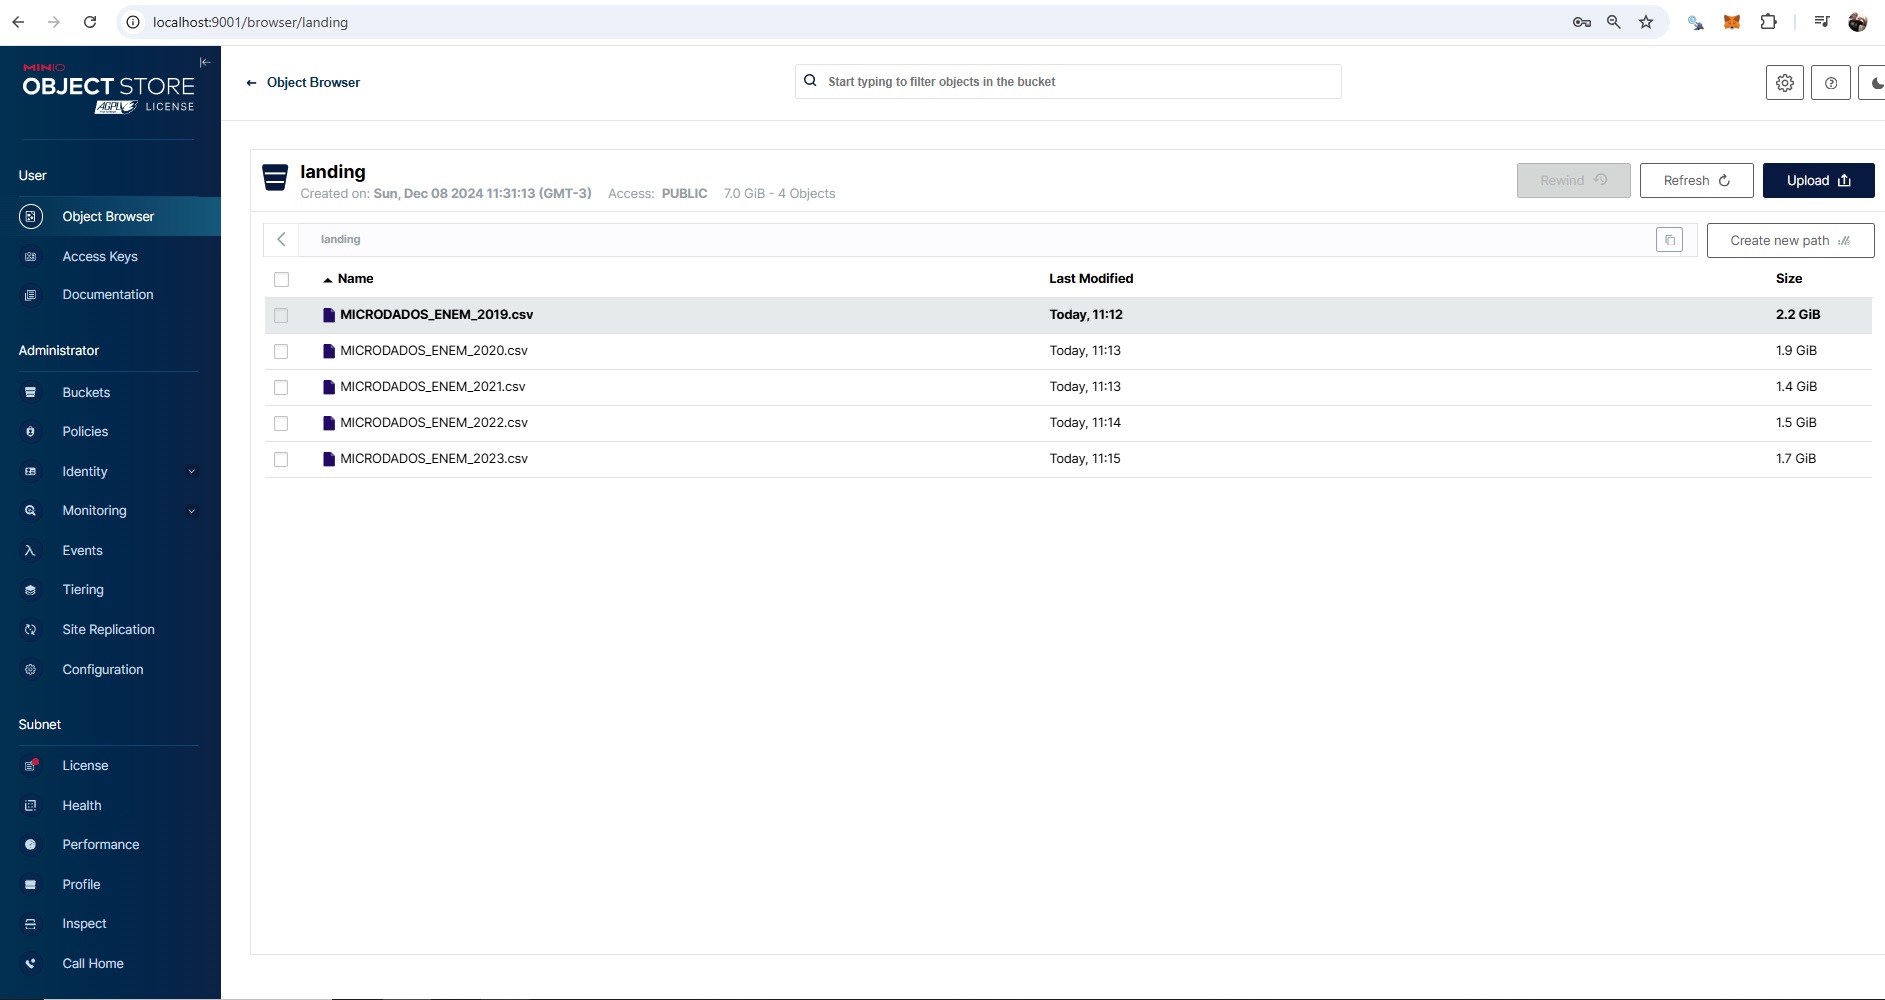 localhost:9001/browser/landing
MINIO
OBJECT STORE
AGPL LICENSE
User
Object Browser
Access Keys
Documentation
Administrator
Buckets
Policies
Identity
Monitoring
Events
Tiering
Site Replication
Configuration
Subnet
License
Health
Performance
Profile
Inspect
Call Home
Object Browser
Start typing to filter objects in the bucket
landing
Created on: Sun, Dec 08 2024 11:31:13 (GMT-3) Access: PUBLIC 7.0 GiB - 4 Objects
Rewind
Refresh
Upload
landing
Create new path
Name Last Modified Size
MICRODADOS_ENEM_2019.csv Today, 11:12 2.2 GiB
MICRODADOS_ENEM_2020.csv Today, 11:13 1.9 GiB
MICRODADOS_ENEM_2021.csv Today, 11:13 1.4 GiB
MICRODADOS_ENEM_2022.csv Today, 11:14 1.5 GiB
MICRODADOS_ENEM_2023.csv Today, 11:15 1.7 GiB